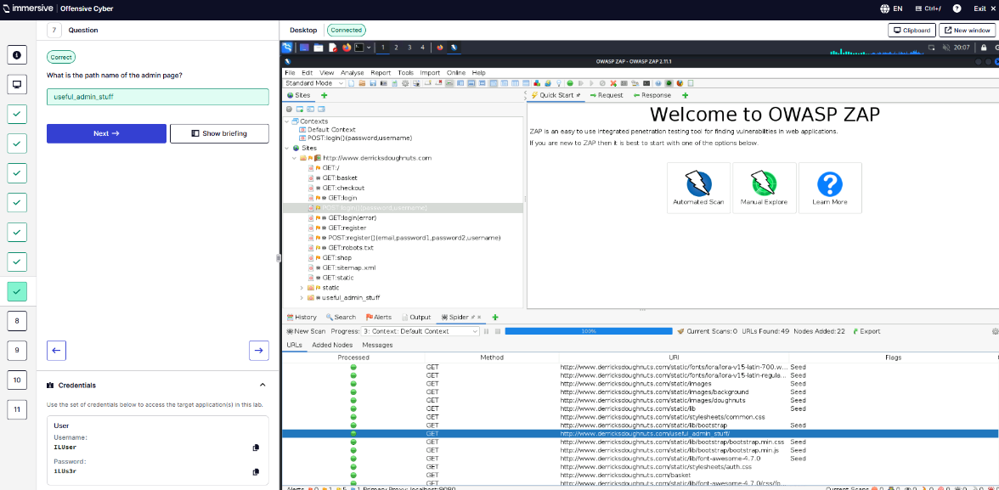 immersive | Offensive Cyber
EN
Ctrl+/
Exit
7 Question
Correct
What is the path name of the admin page?
useful_admin_stuff
Next →
Show briefing
8
9
10
11
Credentials
Use the set of credentials below to access the target application(s) in this lab.
User
Username:
ILUser
Password:
iLUs3r
Desktop Connected
Clipboard
New window
1 2 3 4
20:07
OWASP ZAP - OWASP ZAP 2.11.1
File Edit View Analyse Report Tools Import Online Help
Standard Mode
Sites
Contexts
Default Context
POST:login()(password,username)
Sites
http://www.derricksdoughnuts.com
GET:/
GET:basket
GET:checkout
GET:login
POST:login()(password,username)
GET:login(error)
GET:register
POST:register()(email,password1,password2,username)
GET:robots.txt
GET:shop
GET:sitemap.xml
GET:static
static
useful_admin_stuff
Quick Start Request Response
Welcome to OWASP ZAP
ZAP is an easy to use integrated penetration testing tool for finding vulnerabilities in web applications.
If you are new to ZAP then it is best to start with one of the options below.
Automated Scan
Manual Explore
Learn More
History Search Alerts Output Spider
New Scan Progress: 3: Context: Default Context 100% Current Scans: 0 URLs Found: 49 Nodes Added: 22 Export
URLs Added Nodes Messages
Processed Method URI Flags
GET http://www.derricksdoughnuts.com/static/fonts/lora/lora-v15-latin-700.w... Seed
GET http://www.derricksdoughnuts.com/static/fonts/lora/lora-v15-latin-regula... Seed
GET http://www.derricksdoughnuts.com/static/images Seed
GET http://www.derricksdoughnuts.com/static/images/background Seed
GET http://www.derricksdoughnuts.com/static/images/doughnuts Seed
GET http://www.derricksdoughnuts.com/static/lib Seed
GET http://www.derricksdoughnuts.com/static/stylesheets/common.css
GET http://www.derricksdoughnuts.com/static/lib/bootstrap Seed
GET http://www.derricksdoughnuts.com/useful_admin_stuff/
GET http://www.derricksdoughnuts.com/static/lib/bootstrap/bootstrap.min.css Seed
GET http://www.derricksdoughnuts.com/static/lib/bootstrap/bootstrap.min.js Seed
GET http://www.derricksdoughnuts.com/static/lib/font-awesome-4.7.0 Seed
GET http://www.derricksdoughnuts.com/static/stylesheets/auth.css
GET http://www.derricksdoughnuts.com/basket
GET http://www.derricksdoughnuts.com/static/lib/font-awesome-4.7.0/css/fo...
Alerts 0 1 5 1 Primary Proxy: localhost:8080
Current Scans